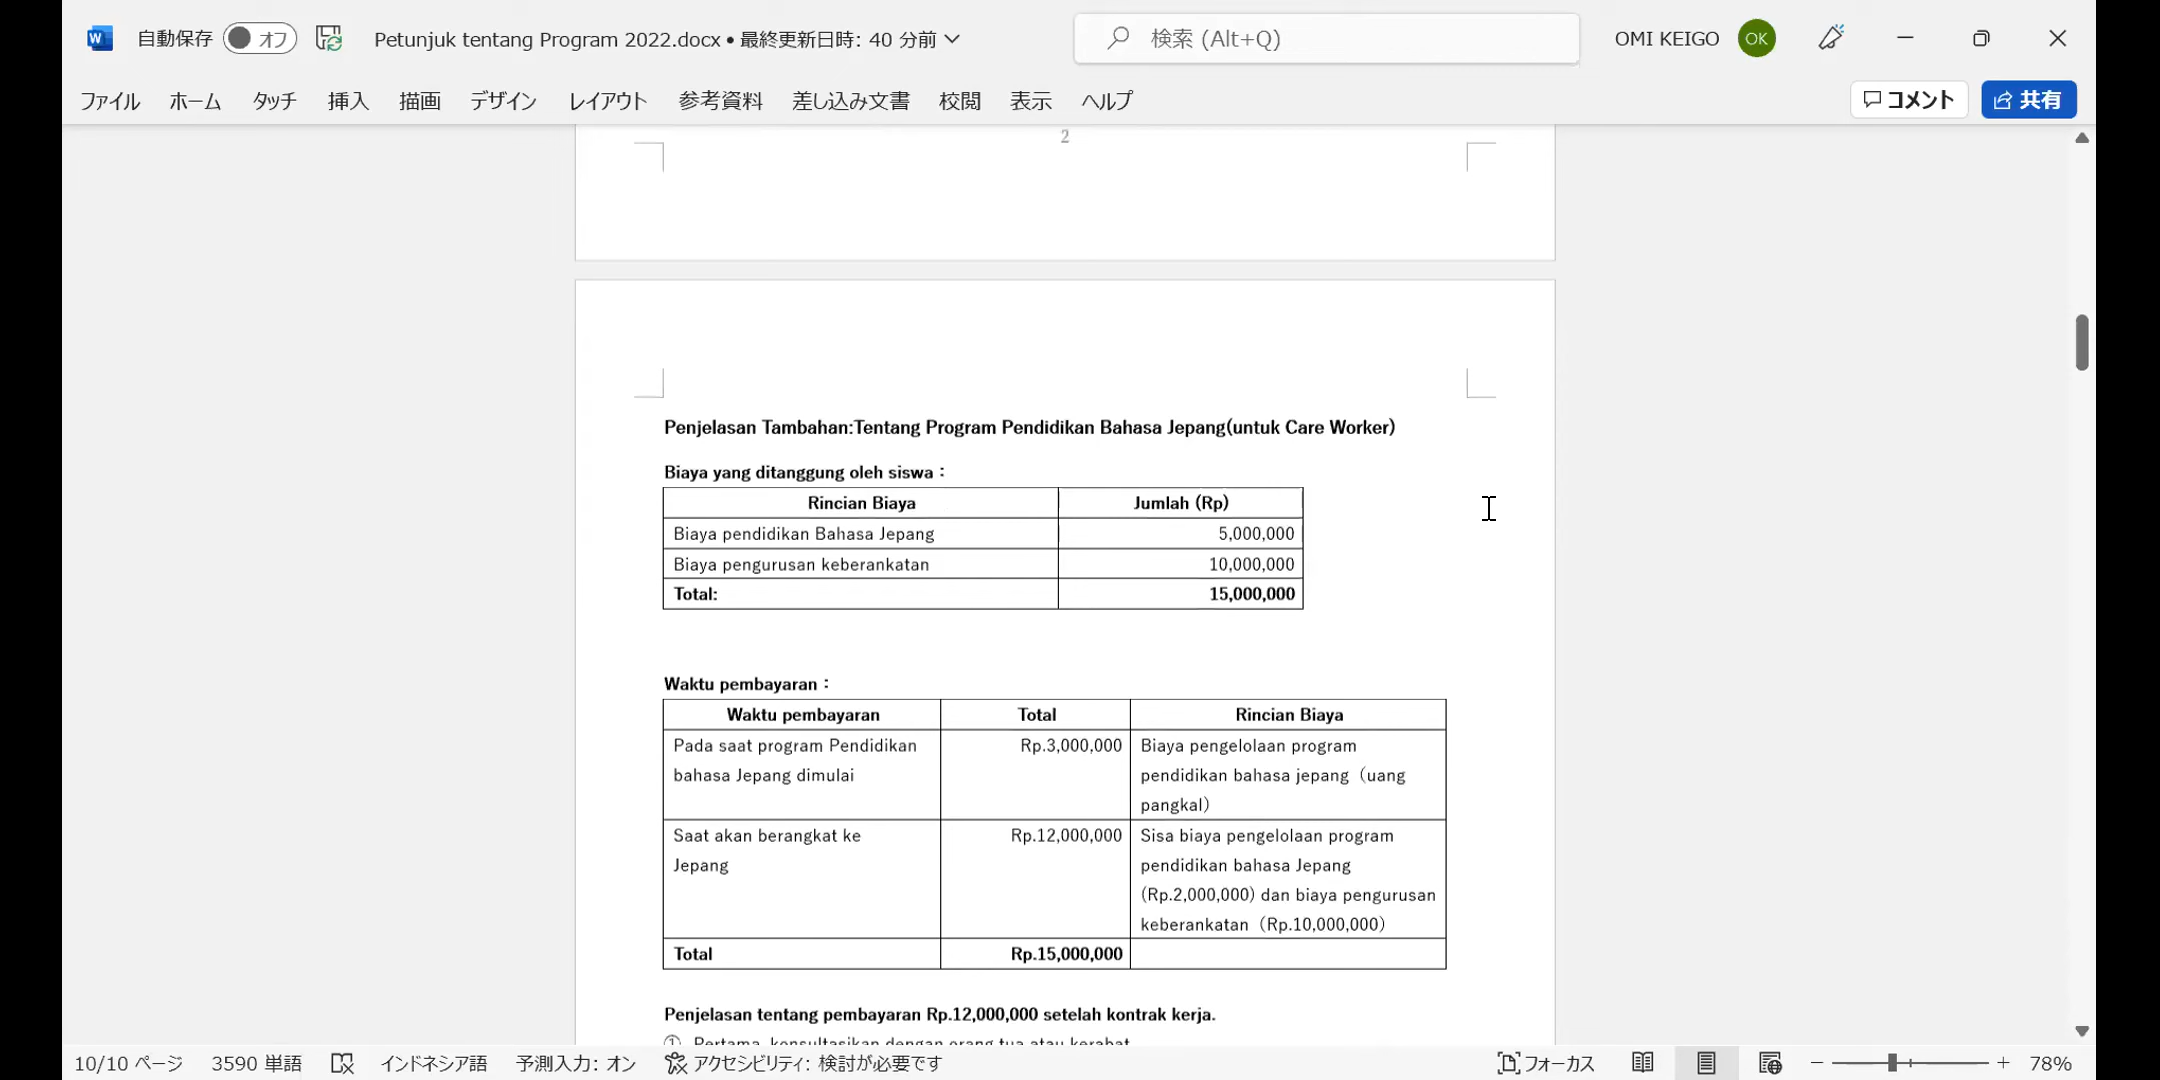 自動保存 オフ Petunjuk tentang Program 2022.docx • 最終更新日時: 40 分前 検索 (Alt+Q) OMI KEIGO OK
ファイル ホーム タッチ 挿入 描画 デザイン レイアウト 参考資料 差し込み文書 校閲 表示 ヘルプ コメント 共有
2
Penjelasan Tambahan:Tentang Program Pendidikan Bahasa Jepang(untuk Care Worker)
Biaya yang ditanggung oleh siswa：
Rincian Biaya Jumlah (Rp)
Biaya pendidikan Bahasa Jepang 5,000,000
Biaya pengurusan keberankatan 10,000,000
Total: 15,000,000
Waktu pembayaran：
Waktu pembayaran Total Rincian Biaya
Pada saat program Pendidikan Rp.3,000,000 Biaya pengelolaan program
bahasa Jepang dimulai pendidikan bahasa jepang（uang
pangkal）
Saat akan berangkat ke Rp.12,000,000 Sisa biaya pengelolaan program
Jepang pendidikan bahasa Jepang
(Rp.2,000,000) dan biaya pengurusan
keberankatan（Rp.10,000,000）
Total Rp.15,000,000
Penjelasan tentang pembayaran Rp.12,000,000 setelah kontrak kerja.
① Pertama, konsultasikan dengan orang tua atau kerabat
10/10 ページ 3590 単語 インドネシア語 予測入力: オン アクセシビリティ: 検討が必要です フォーカス 78%